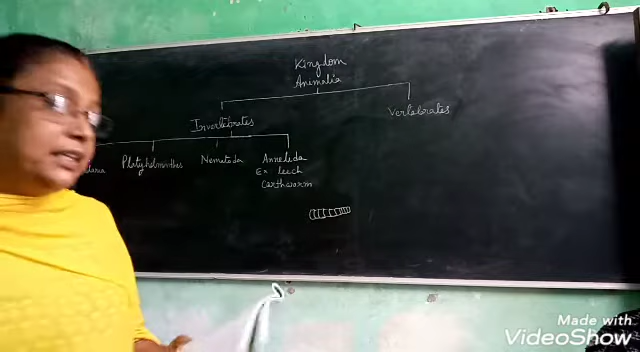 Kingdom
Animalia
Invertebrates
Vertebrates
Platyhelminthes
Nematoda
Annelida
Ex leech
Earthworm
Made with
VideoShow